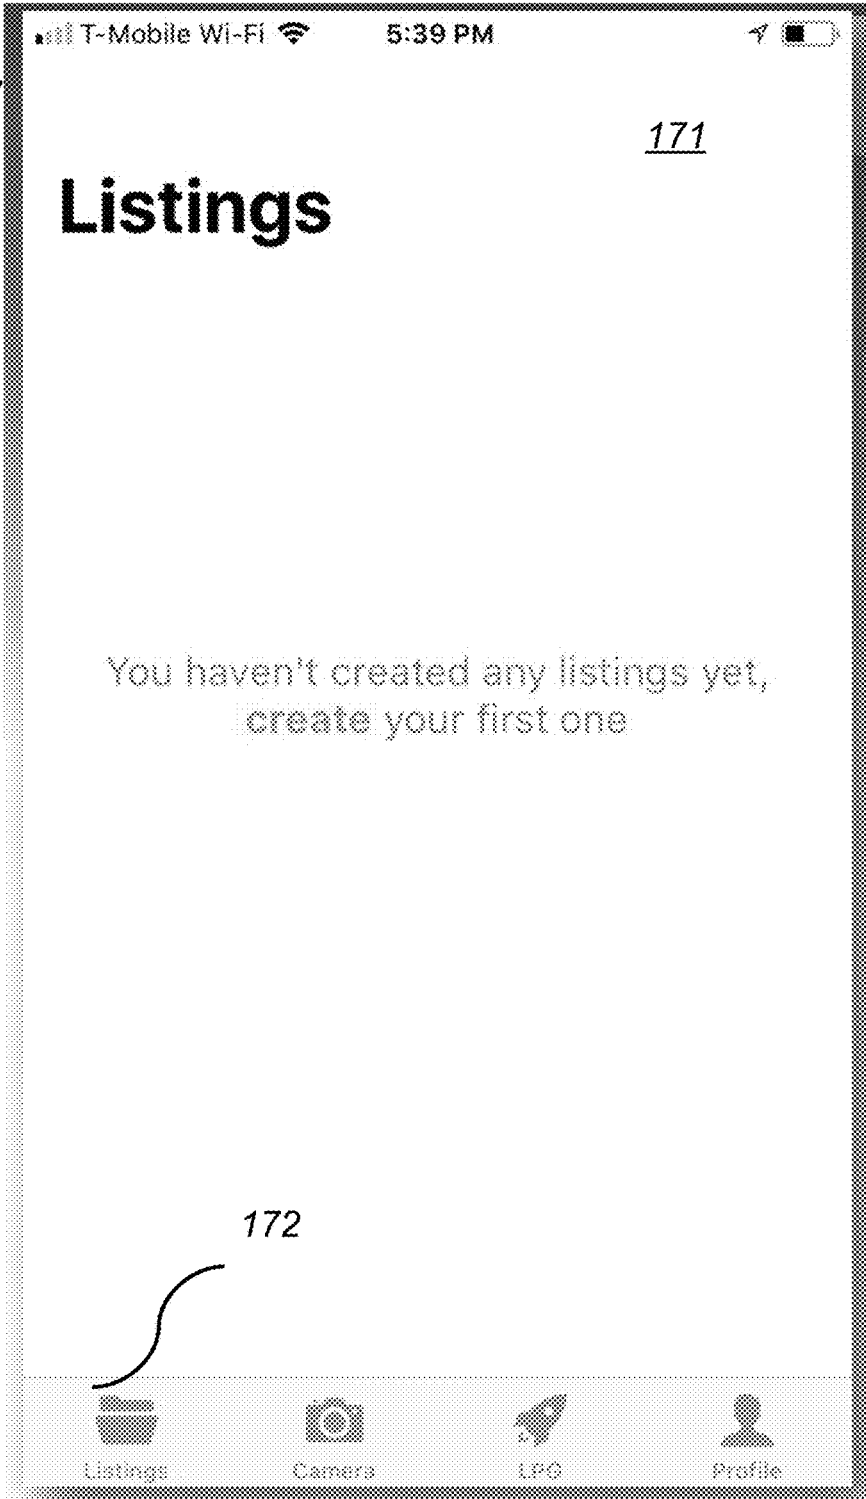 T-Mobile Wi-Fi 5:39 PM
171
Listings
You haven't created any listings yet,
create your first one
172
Listings Camera LPO Profile